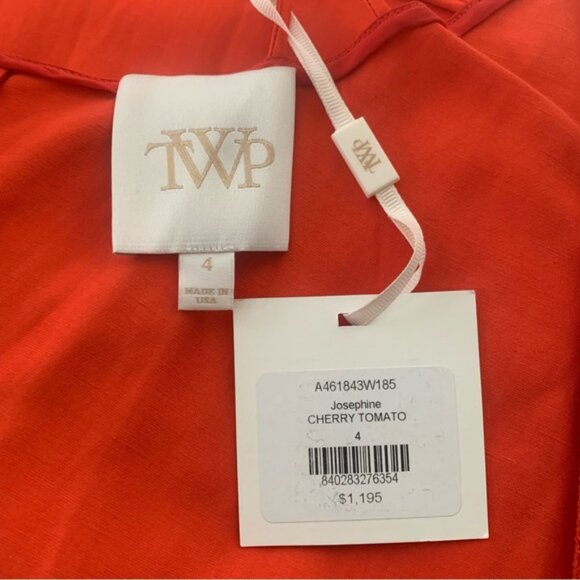 TWP
4
MADE IN
USA
TWP
A461843W185
Josephine
CHERRY TOMATO
4
840283276354
$1,195